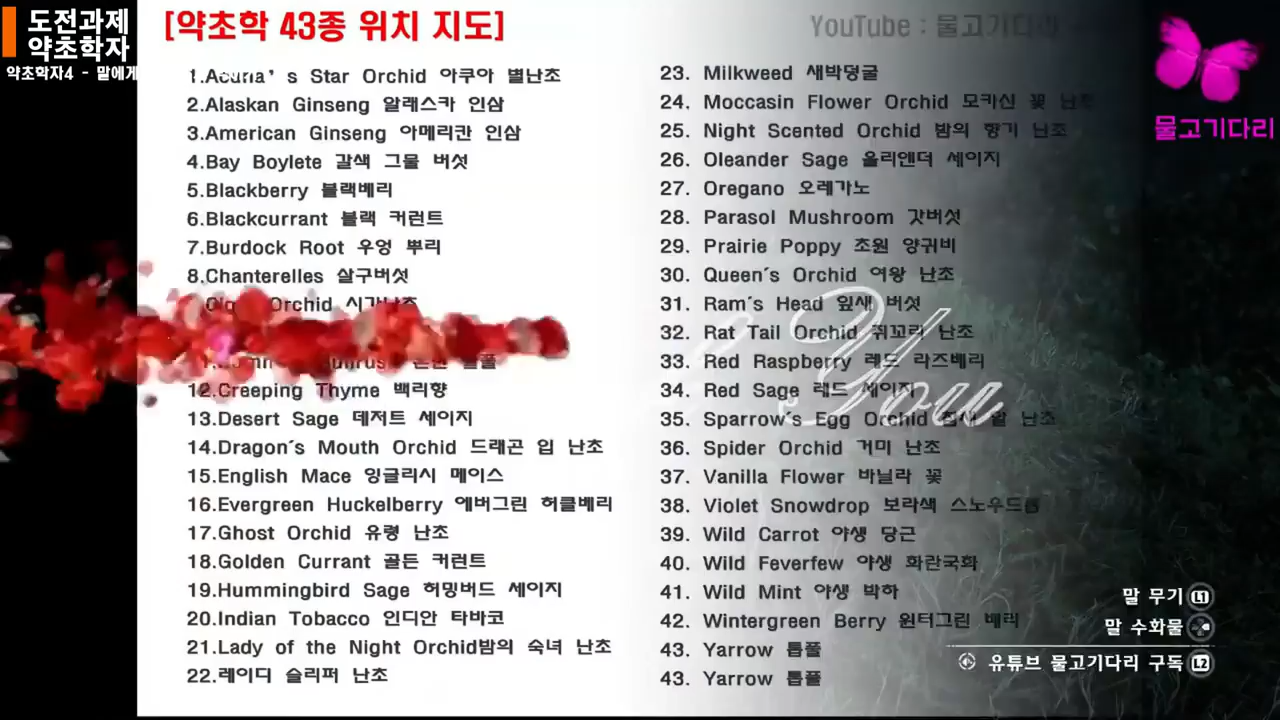 도전과제
약초학자
약초학자4 - 말에게
[약초학 43종 위치 지도]
YouTube : 물고기다리
물고기다리
1.Acuna's Star Orchid 아쿠아 별난초
2.Alaskan Ginseng 알래스카 인삼
3.American Ginseng 아메리칸 인삼
4.Bay Boylete 갈색 그물 버섯
5.Blackberry 블랙베리
6.Blackcurrant 블랙 커런트
7.Burdock Root 우엉 뿌리
8.Chanterelles 살구버섯
Orchid 시가난초
12.Creeping Thyme 백리향
13.Desert Sage 데저트 세이지
14.Dragon´s Mouth Orchid 드래곤 입 난초
15.English Mace 잉글리시 메이스
16.Evergreen Huckelberry 에버그린 허클베리
17.Ghost Orchid 유령 난초
18.Golden Currant 골든 커런트
19.Hummingbird Sage 허밍버드 세이지
20.Indian Tobacco 인디안 타바코
21.Lady of the Night Orchid밤의 숙녀 난초
22.레이디 슬리퍼 난초
23. Milkweed 새박덩굴
24. Moccasin Flower Orchid 모카신 꽃 난초
25. Night Scented Orchid 밤의 향기 난초
26. Oleander Sage 올리앤더 세이지
27. Oregano 오레가노
28. Parasol Mushroom 갓버섯
29. Prairie Poppy 초원 양귀비
30. Queen´s Orchid 여왕 난초
31. Ram´s Head 잎새 버섯
32. Rat Tail Orchid 쥐꼬리 난초
33. Red Raspberry 레드 라즈베리
34. Red Sage 레드 세이지
35. Sparrow´s Egg Orchid 참새 알 난초
36. Spider Orchid 거미 난초
37. Vanilla Flower 바닐라 꽃
38. Violet Snowdrop 보라색 스노우드롭
39. Wild Carrot 야생 당근
40. Wild Feverfew 야생 화란국화
41. Wild Mint 야생 박하
42. Wintergreen Berry 윈터그린 베리
43. Yarrow 톱풀
43. Yarrow 톱풀
You
말 무기 L1
말 수화물
유튜브 물고기다리 구독 L2